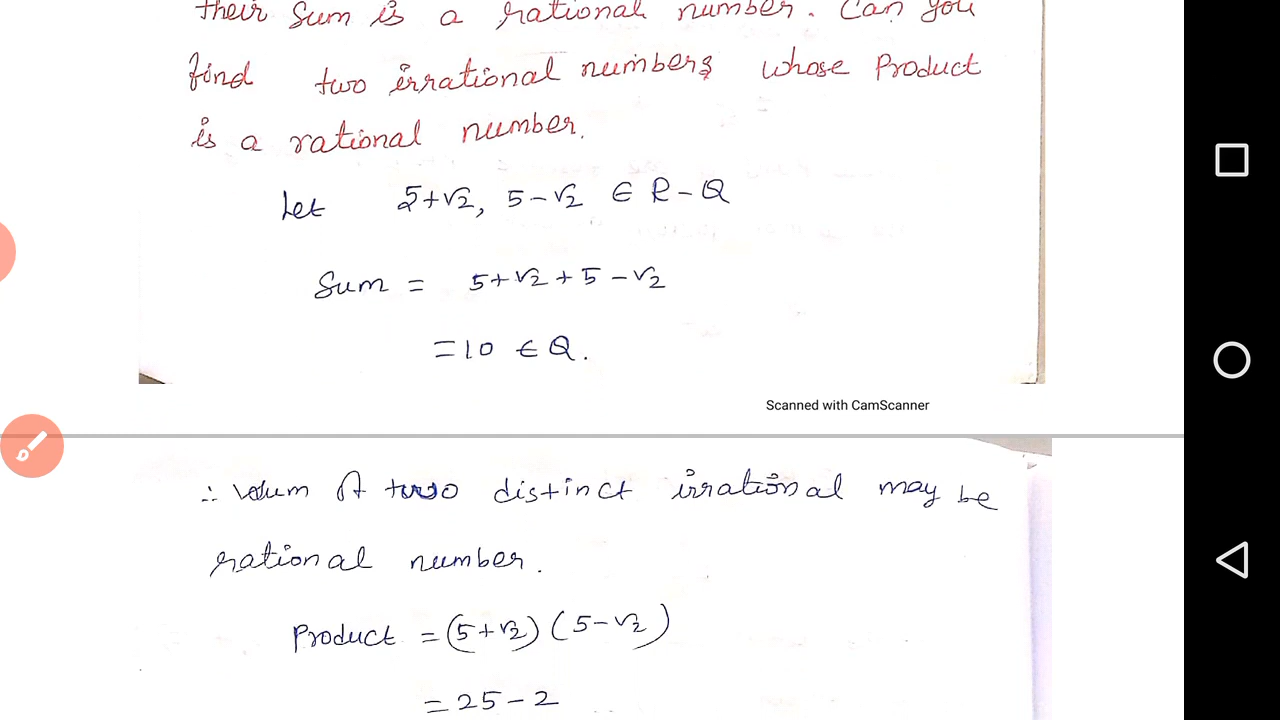 their Sum is a rational number. Can you
find two irrational numbers whose Product
is a rational number.
Let 5+√2, 5-√2 ∈ R-Q
Sum = 5+√2+5-√2
=10 ∈ Q.
Scanned with CamScanner
∴ two distinct irrational may be
rational number.
Product = (5+√2)(5-√2)
= 25-2